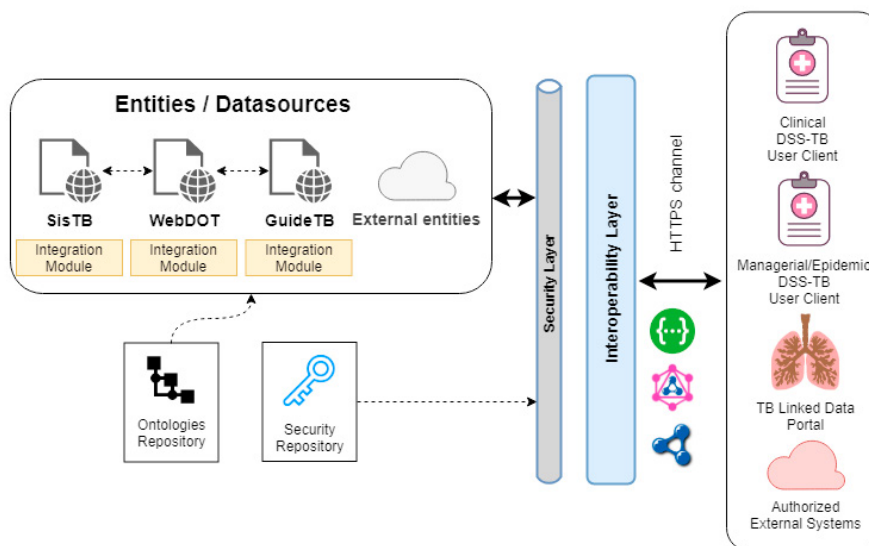 Entities / Datasources
SisTB
WebDOT
GuideTB
External entities
Integration
Module
Integration
Module
Integration
Module
Ontologies
Repository
Security
Repository
Security Layer
Interoperability Layer
HTTPS channel
{···}
Clinical
DSS-TB
User Client
Managerial/Epidemic
DSS-TB
User Client
TB Linked Data
Portal
Authorized
External Systems